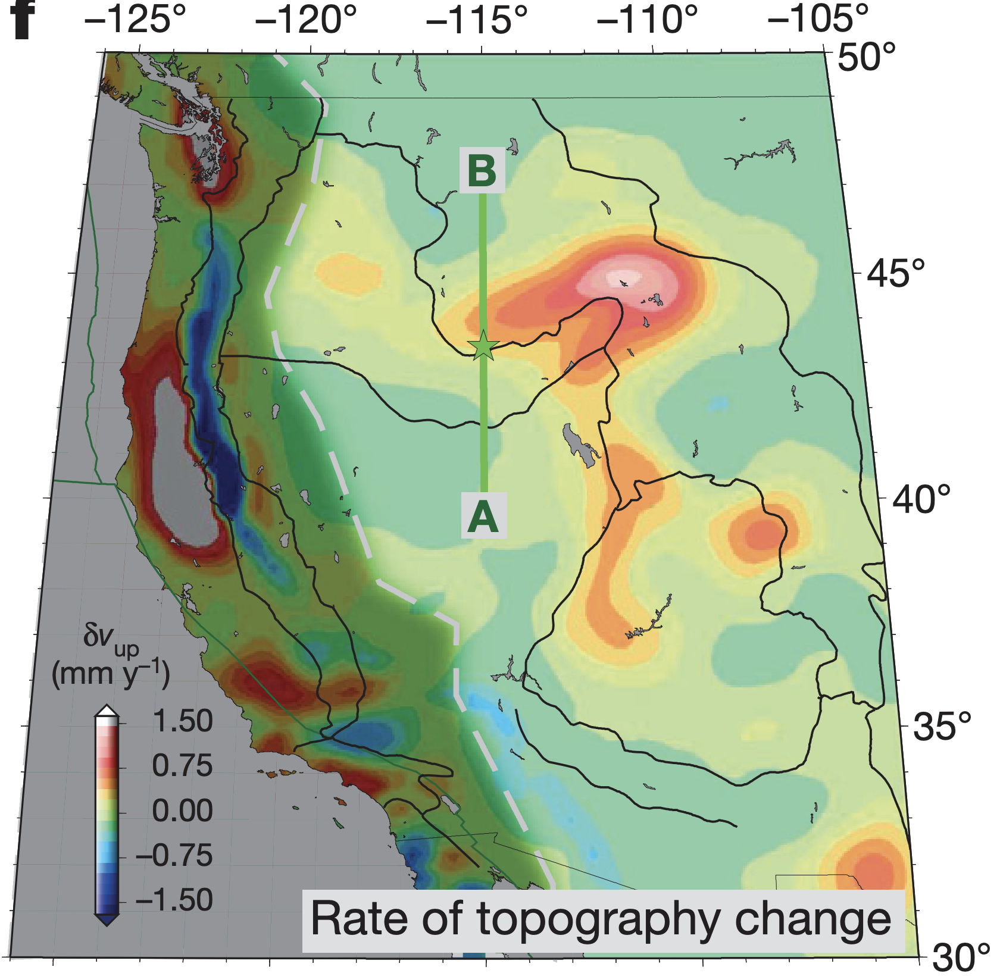 f
–125° –120° –115° –110° –105°
50°
B
45°
40°
A
δvup
(mm y–1)
1.50
0.75
0.00
–0.75
–1.50
35°
Rate of topography change
30°